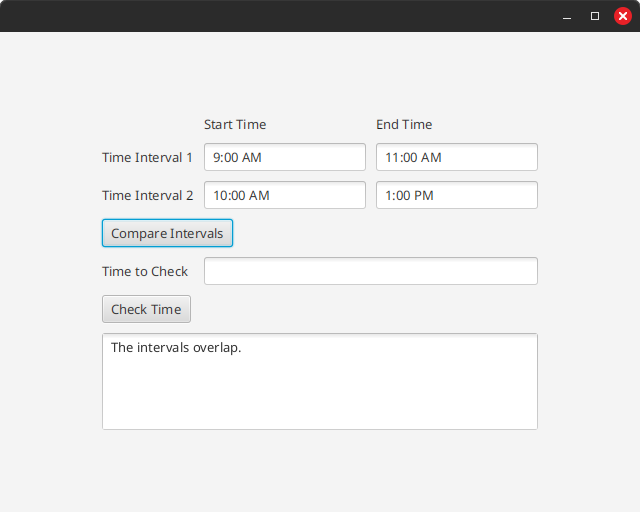 Start Time End Time
Time Interval 1 9:00 AM 11:00 AM
Time Interval 2 10:00 AM 1:00 PM
Compare Intervals
Time to Check
Check Time
The intervals overlap.